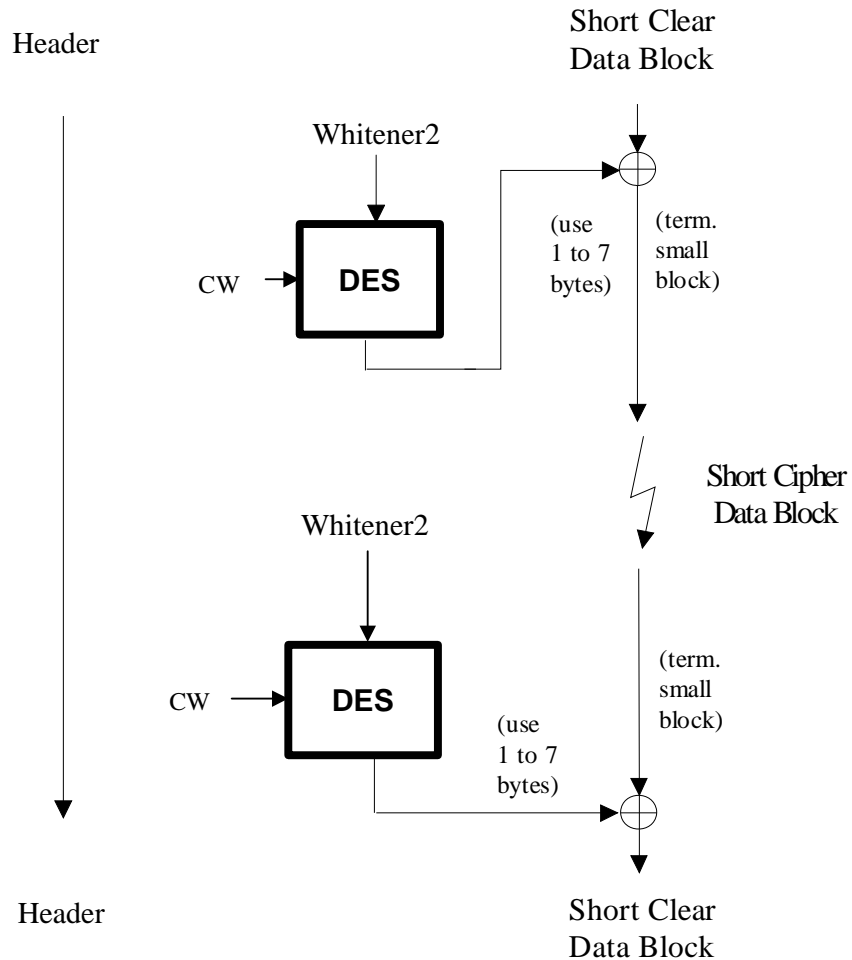 Header
Short Clear
Data Block
Whitener2
(use
1 to 7
bytes)
(term.
small
block)
CW
DES
Short Cipher
Data Block
Whitener2
(term.
small
block)
CW
DES
(use
1 to 7
bytes)
Header
Short Clear
Data Block